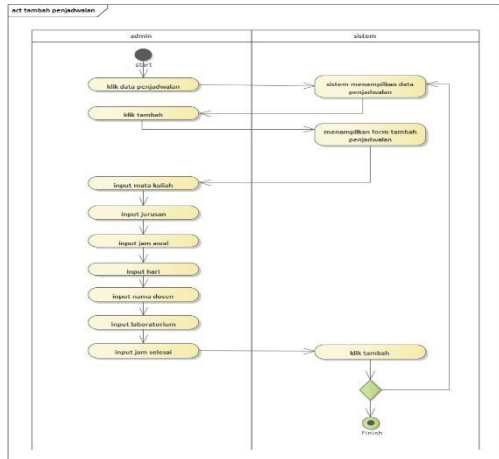 act tambah penjadwalan
admin
sistem
start
klik data penjadwalan
sistem menampilkan data
penjadwalan
klik tambah
menampilkan form tambah
penjadwalan
input mata kuliah
input jurusan
input jam awal
input hari
input nama dosen
input laboratorium
input jam selesai
klik tambah
Finish